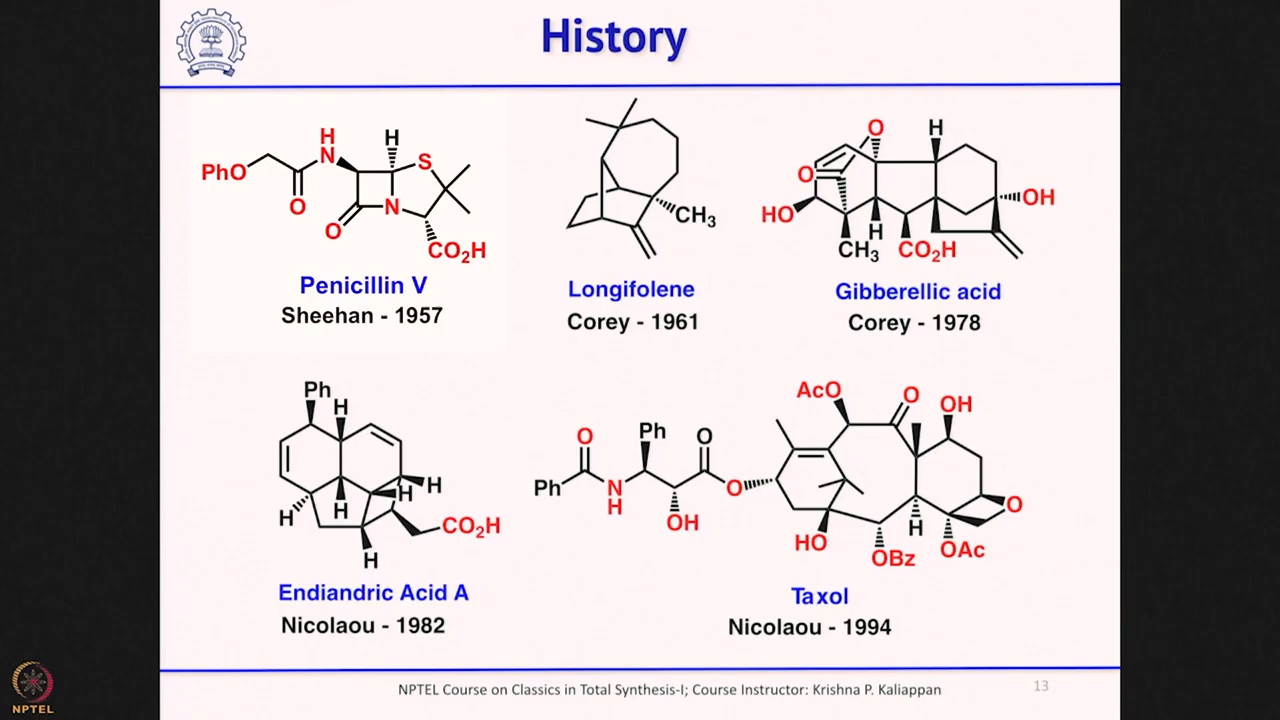 History
PhO
O
H
N
O
H
N
S
CO₂H
Penicillin V
Sheehan - 1957
CH₃
Longifolene
Corey - 1961
O
O
HO
CH₃
H
CO₂H
H
OH
Gibberellic acid
Corey - 1978
Ph
H
H
H
H
H
H
CO₂H
Endiandric Acid A
Nicolaou - 1982
Ph
O
N
H
Ph
OH
O
O
AcO
O
OH
HO
OBz
H
OAc
O
Taxol
Nicolaou - 1994
NPTEL Course on Classics in Total Synthesis-I; Course Instructor: Krishna P. Kaliappan
13
NPTEL